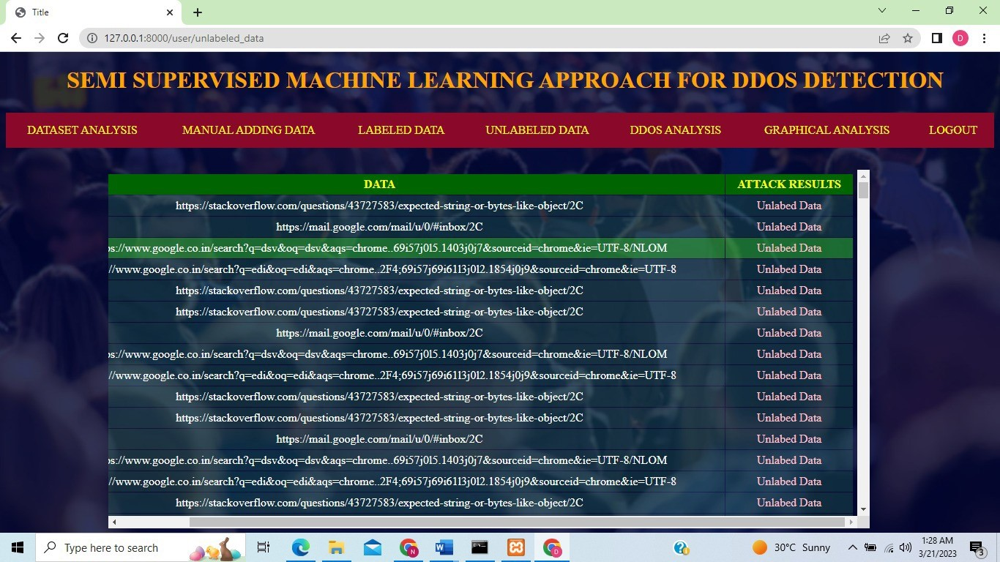 Title
127.0.0.1:8000/user/unlabeled_data
D
SEMI SUPERVISED MACHINE LEARNING APPROACH FOR DDOS DETECTION
DATASET ANALYSIS MANUAL ADDING DATA LABELED DATA UNLABELED DATA DDOS ANALYSIS GRAPHICAL ANALYSIS LOGOUT
DATA ATTACK RESULTS
https://stackoverflow.com/questions/43727583/expected-string-or-bytes-like-object/2C Unlabed Data
https://mail.google.com/mail/u/0/#inbox/2C Unlabed Data
ps://www.google.co.in/search?q=dsv&oq=dsv&aqs=chrome..69i57j0l5.1403j0j7&sourceid=chrome&ie=UTF-8/NLOM Unlabed Data
//www.google.co.in/search?q=edi&oq=edi&aqs=chrome..2F4;69i57j69i61l3j0l2.1854j0j9&sourceid=chrome&ie=UTF-8 Unlabed Data
https://stackoverflow.com/questions/43727583/expected-string-or-bytes-like-object/2C Unlabed Data
https://stackoverflow.com/questions/43727583/expected-string-or-bytes-like-object/2C Unlabed Data
https://mail.google.com/mail/u/0/#inbox/2C Unlabed Data
ps://www.google.co.in/search?q=dsv&oq=dsv&aqs=chrome..69i57j0l5.1403j0j7&sourceid=chrome&ie=UTF-8/NLOM Unlabed Data
//www.google.co.in/search?q=edi&oq=edi&aqs=chrome..2F4;69i57j69i61l3j0l2.1854j0j9&sourceid=chrome&ie=UTF-8 Unlabed Data
https://stackoverflow.com/questions/43727583/expected-string-or-bytes-like-object/2C Unlabed Data
https://stackoverflow.com/questions/43727583/expected-string-or-bytes-like-object/2C Unlabed Data
https://mail.google.com/mail/u/0/#inbox/2C Unlabed Data
ps://www.google.co.in/search?q=dsv&oq=dsv&aqs=chrome..69i57j0l5.1403j0j7&sourceid=chrome&ie=UTF-8/NLOM Unlabed Data
//www.google.co.in/search?q=edi&oq=edi&aqs=chrome..2F4;69i57j69i61l3j0l2.1854j0j9&sourceid=chrome&ie=UTF-8 Unlabed Data
https://stackoverflow.com/questions/43727583/expected-string-or-bytes-like-object/2C Unlabed Data
Type here to search N W D 30°C Sunny 1:28 AM
3/21/2023 3